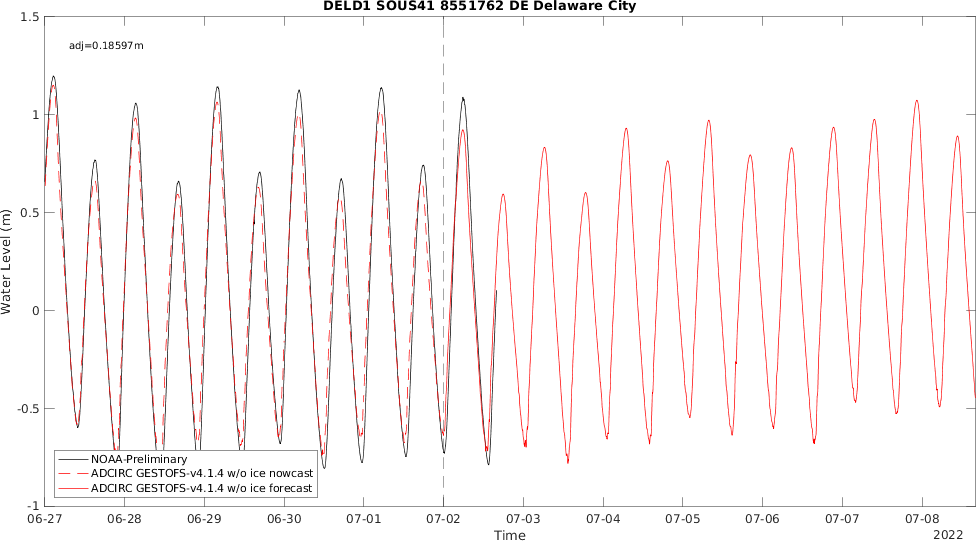 DELD1 SOUS41 8551762 DE Delaware City
1.5
adj=0.18597m
1
0.5
Water Level (m)
0
-0.5
NOAA-Preliminary
ADCIRC GESTOFS-v4.1.4 w/o ice nowcast
ADCIRC GESTOFS-v4.1.4 w/o ice forecast
-1
06-27 06-28 06-29 06-30 07-01 07-02 07-03 07-04 07-05 07-06 07-07 07-08
Time
2022